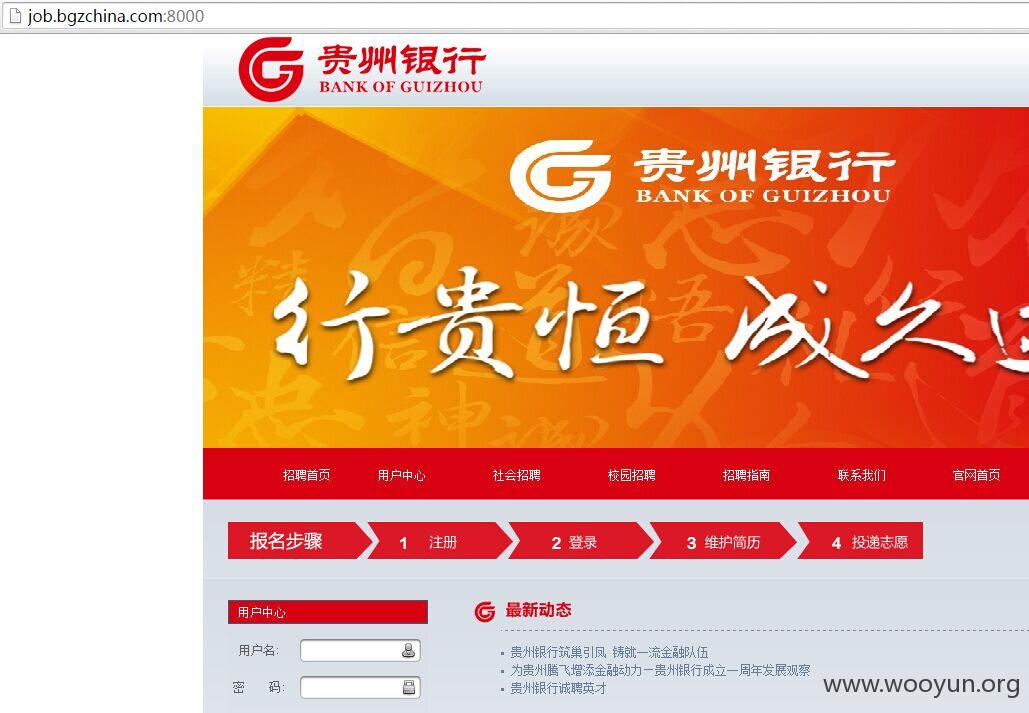 job.bgzchina.com:8000
贵州银行
BANK OF GUIZHOU
贵州银行
BANK OF GUIZHOU
行贵恒 成久
招聘首页 用户中心 社会招聘 校园招聘 招聘指南 联系我们 官网首页
报名步骤 1 注册 2 登录 3 维护简历 4 投递志愿
用户中心
最新动态
用户名:
贵州银行筑巢引凤 铸就一流金融队伍
为贵州腾飞增添金融动力－贵州银行成立一周年发展观察
密 码:
贵州银行诚聘英才
www.wooyun.org